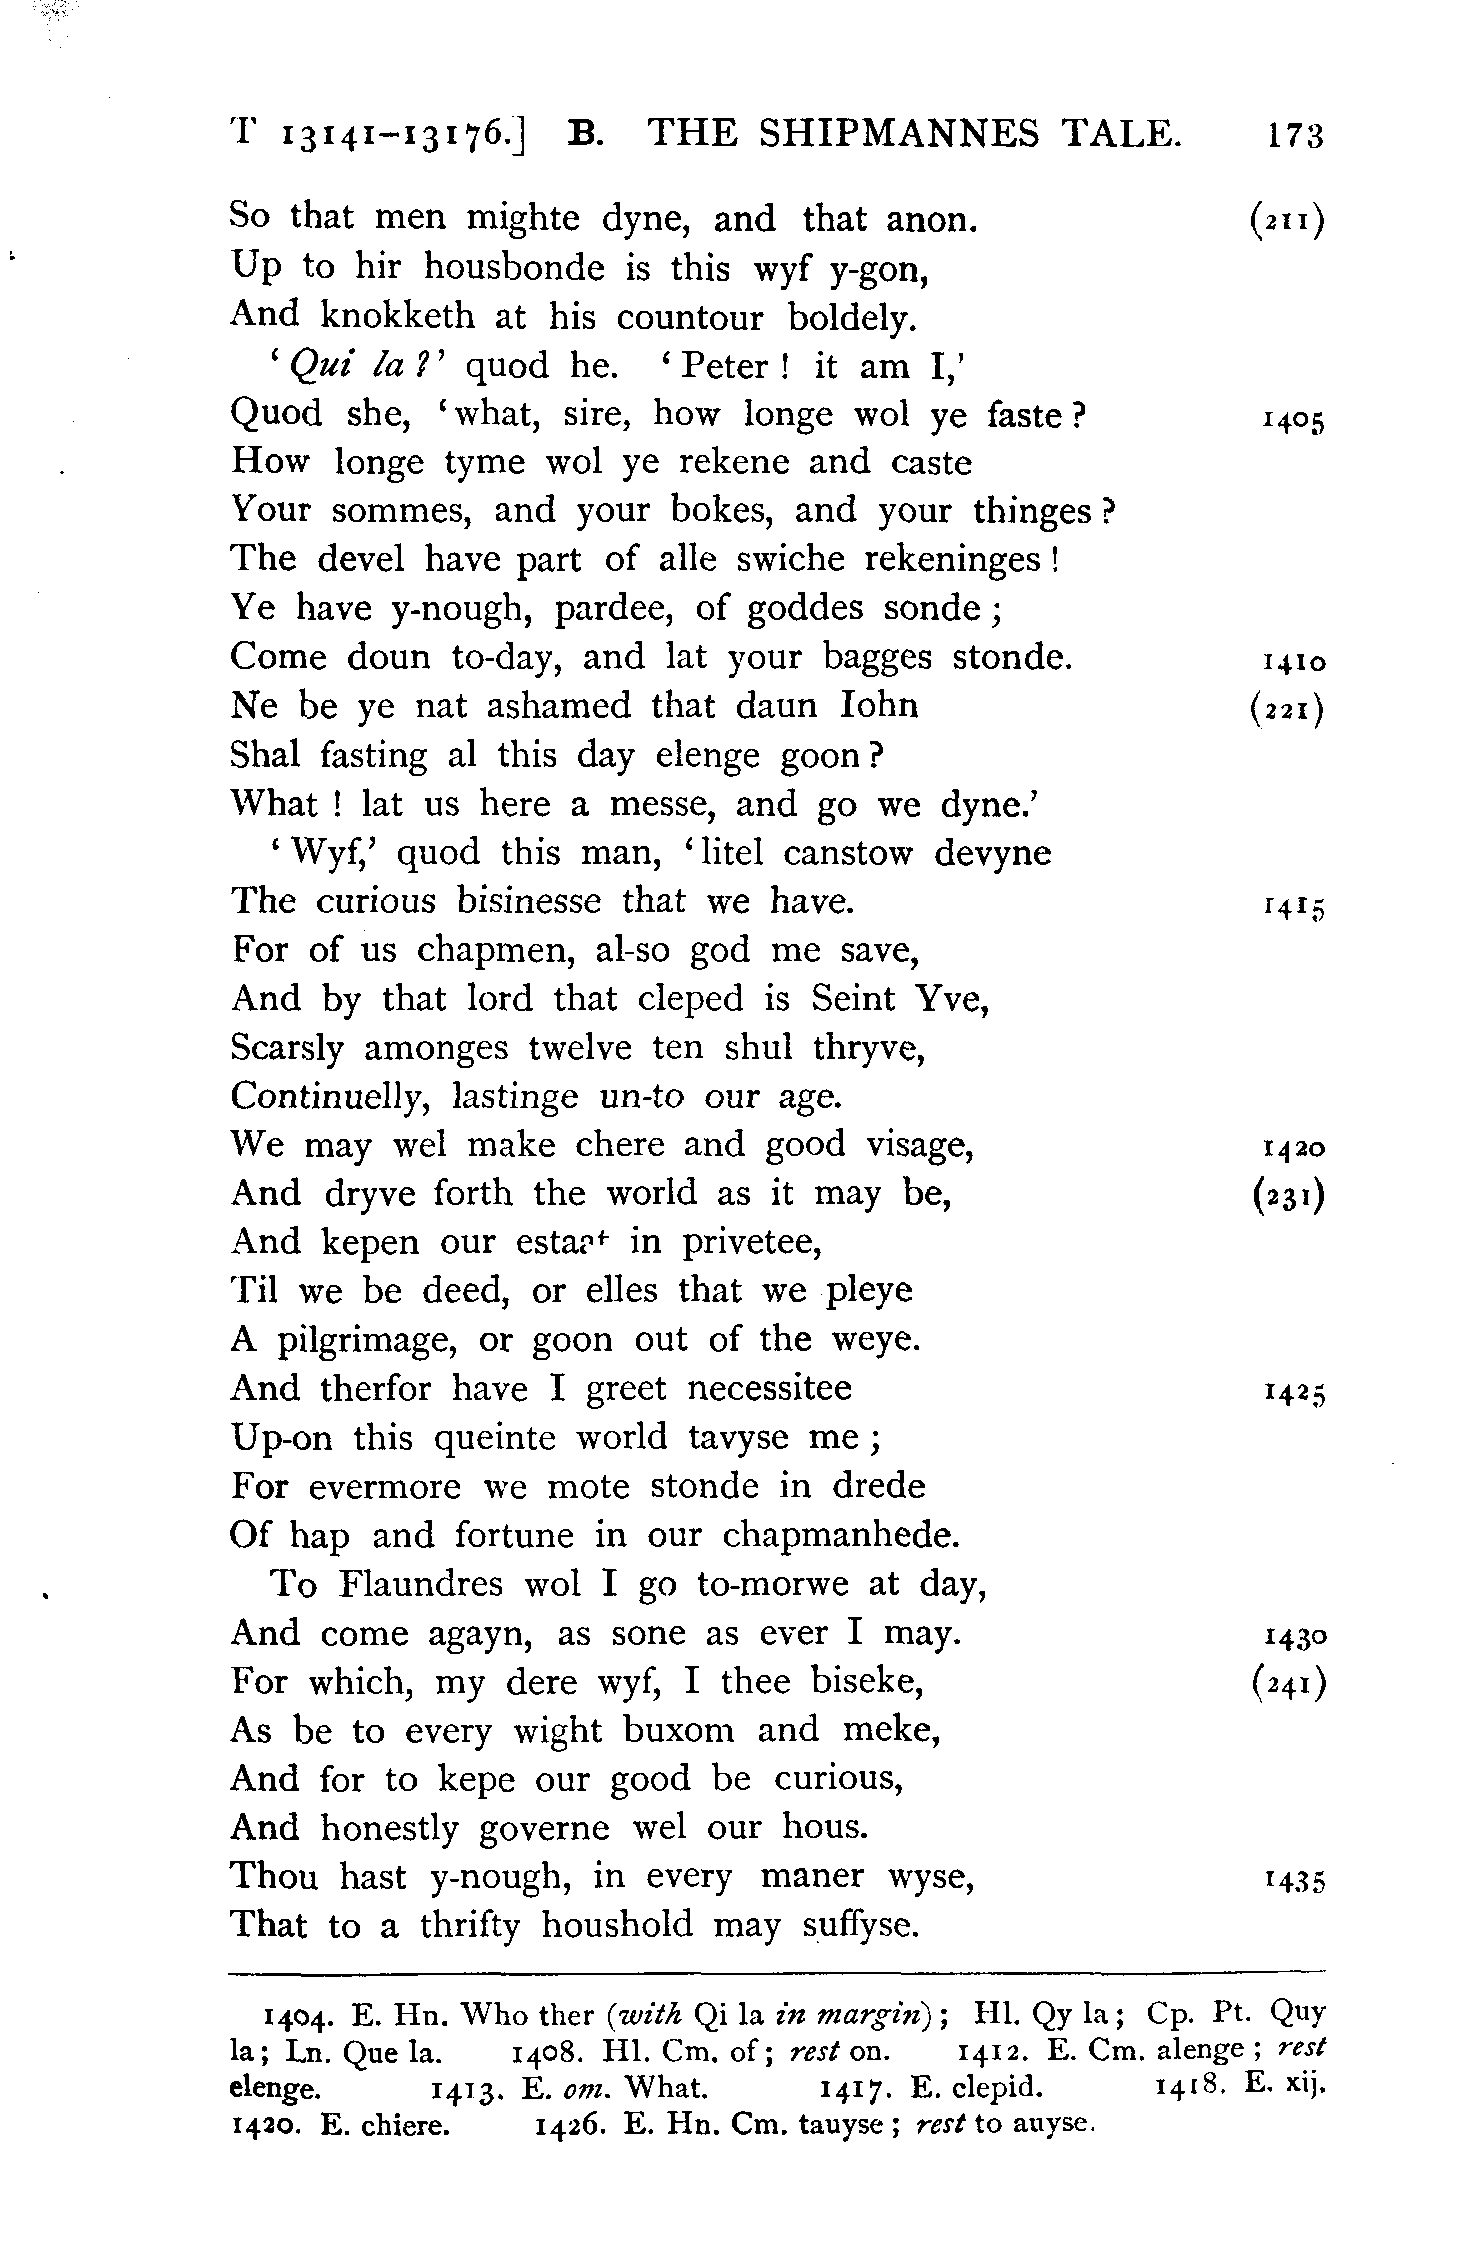 T 13141-13176.] B. THE SHIPMANNES TALE. 173
So that men mighte dyne, and that anon. (211)
Up to hir housbonde is this wyf y-gon,
And knokketh at his countour boldely.
‘Qui la?’ quod he. ‘Peter! it am I,’
Quod she, ‘what, sire, how longe wol ye faste? 1405
How longe tyme wol ye rekene and caste
Your sommes, and your bokes, and your thinges?
The devel have part of alle swiche rekeninges!
Ye have y-nough, pardee, of goddes sonde;
Come doun to-day, and lat your bagges stonde. 1410
Ne be ye nat ashamed that daun Iohn (221)
Shal fasting al this day elenge goon?
What! lat us here a messe, and go we dyne.’
‘Wyf,’ quod this man, ‘litel canstow devyne
The curious bisinesse that we have. 1415
For of us chapmen, al-so god me save,
And by that lord that cleped is Seint Yve,
Scarsly amonges twelve ten shul thryve,
Continuelly, lastinge un-to our age.
We may wel make chere and good visage, 1420
And dryve forth the world as it may be, (231)
And kepen our estaat in privetee,
Til we be deed, or elles that we pleye
A pilgrimage, or goon out of the weye.
And therfor have I greet necessitee 1425
Up-on this queinte world tavyse me;
For evermore we mote stonde in drede
Of hap and fortune in our chapmanhede.
To Flaundres wol I go to-morwe at day,
And come agayn, as sone as ever I may. 1430
For which, my dere wyf, I thee biseke, (241)
As be to every wight buxom and meke,
And for to kepe our good be curious,
And honestly governe wel our hous.
Thou hast y-nough, in every maner wyse, 1435
That to a thrifty houshold may suffyse.
1404. E. Hn. Who ther (with Qi la in margin); Hl. Qy la; Cp. Pt. Quy
la; Ln. Que la. 1408. Hl. Cm. of; rest on. 1412. E. Cm. alenge; rest
elenge. 1413. E. om. What. 1417. E. clepid. 1418. E. xij.
1420. E. chiere. 1426. E. Hn. Cm. tauyse; rest to auyse.